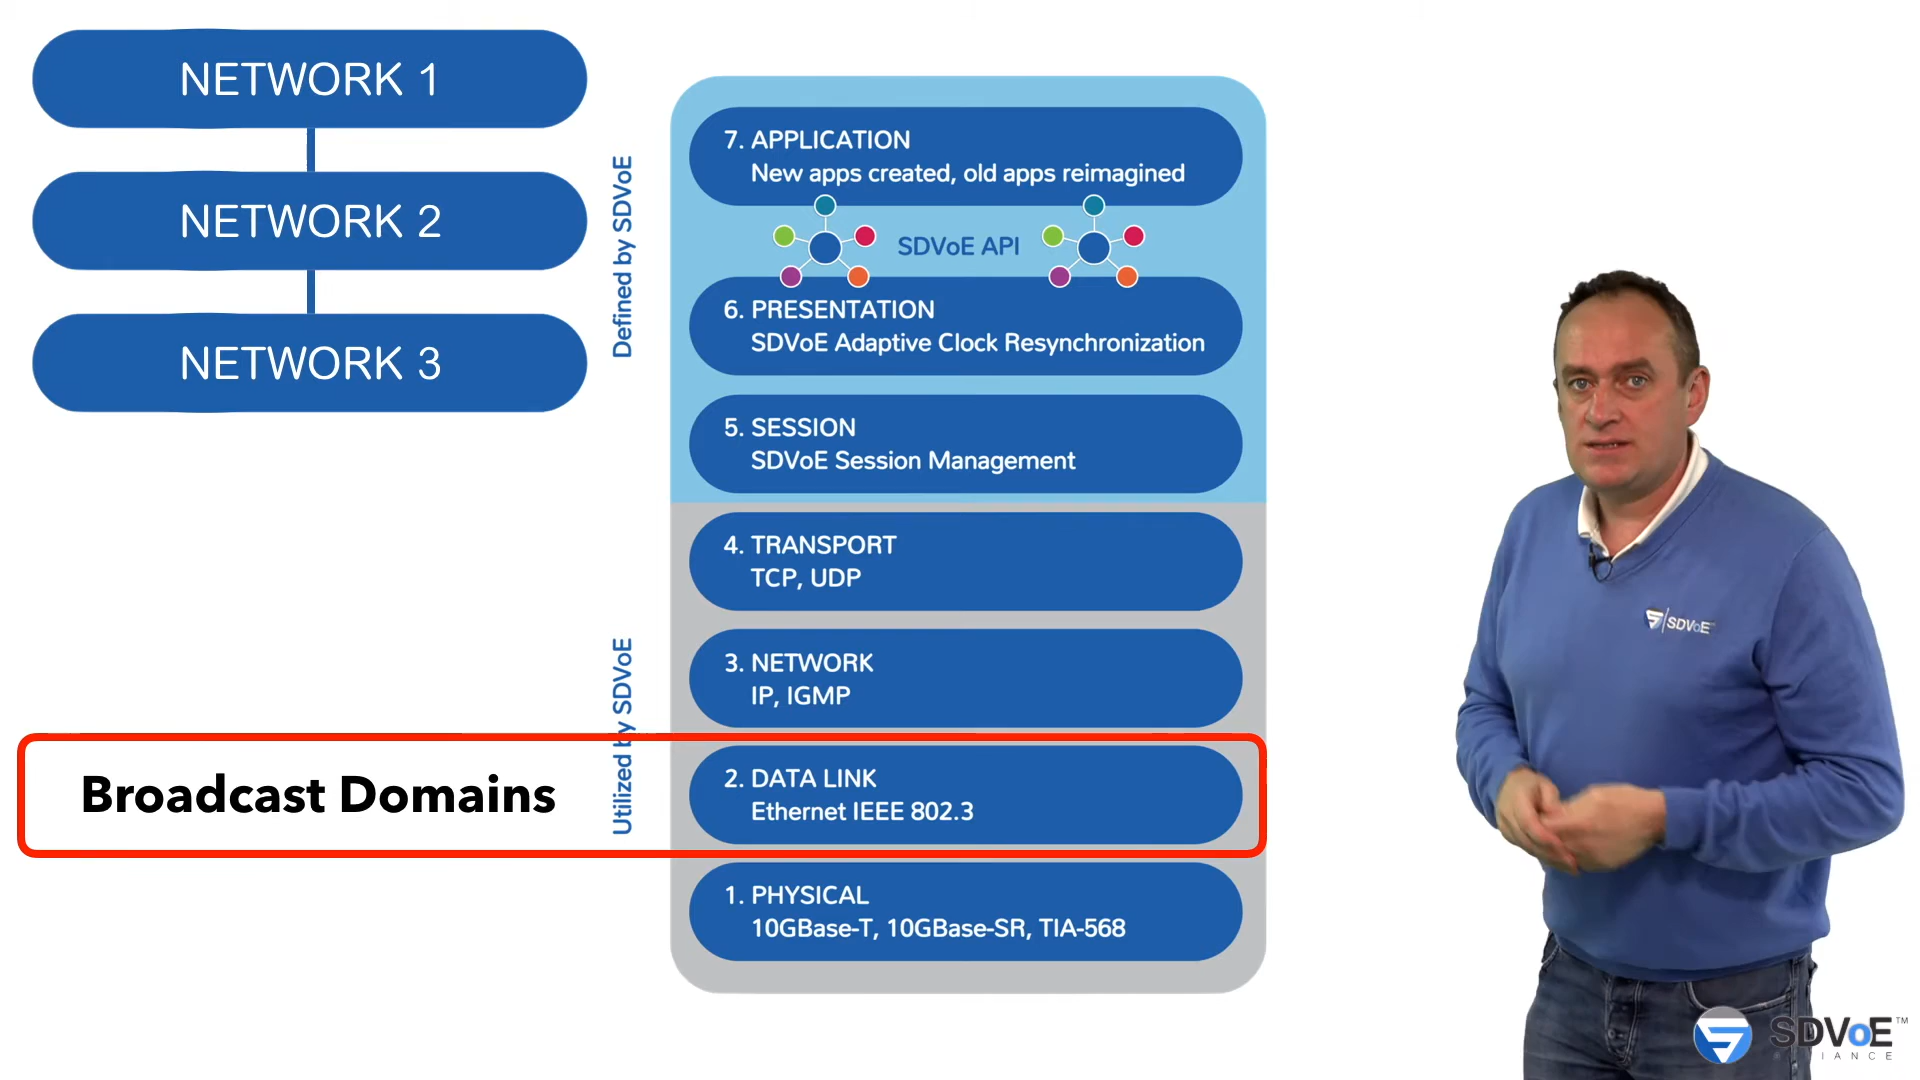 NETWORK 1
NETWORK 2
NETWORK 3
Defined by SDVoE
7. APPLICATION
New apps created, old apps reimagined
SDVoE API
6. PRESENTATION
SDVoE Adaptive Clock Resynchronization
5. SESSION
SDVoE Session Management
Utilized by SDVoE
4. TRANSPORT
TCP, UDP
3. NETWORK
IP, IGMP
Broadcast Domains
2. DATA LINK
Ethernet IEEE 802.3
1. PHYSICAL
10GBase-T, 10GBase-SR, TIA-568
SDVoE
SDVoE™
IANCE